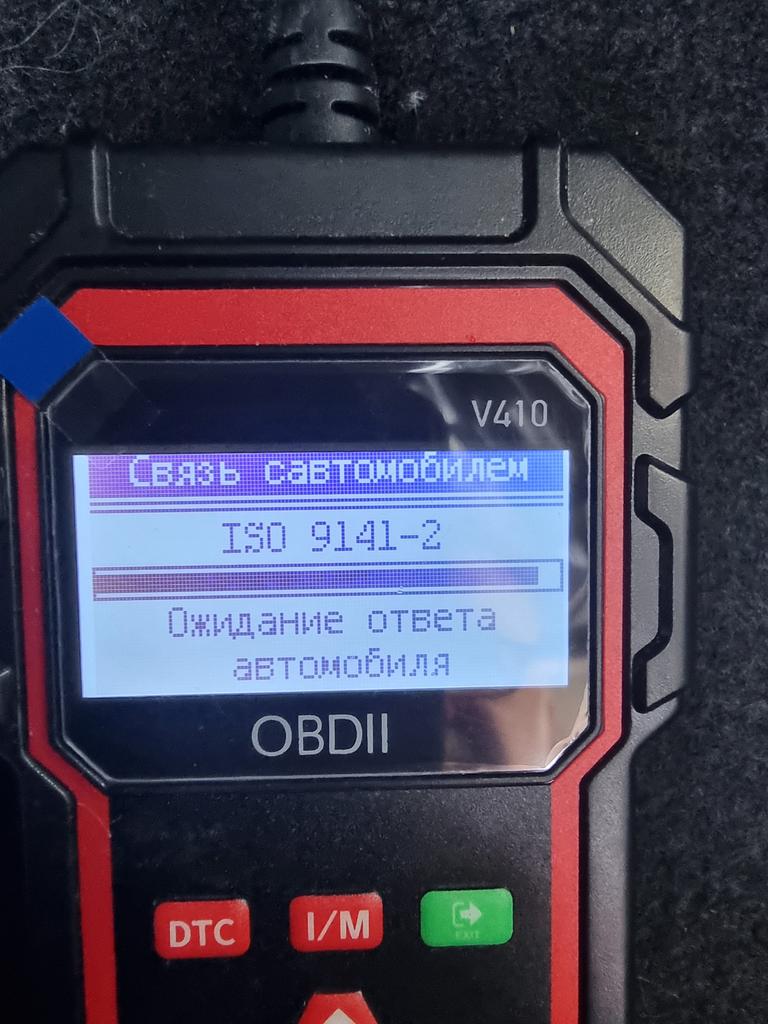 V410
Связь савтомобилем
ISO 9141-2
Ожидание ответа
автомобиля
OBDII
DTC
I/M
EXIT